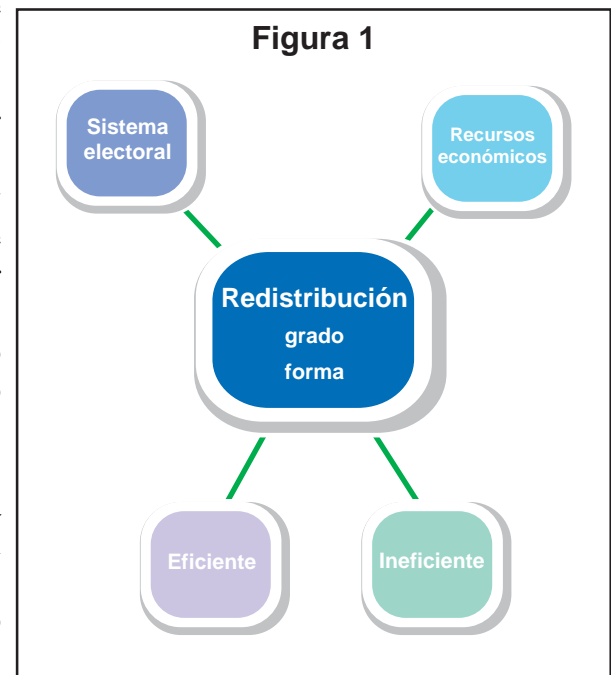 Figura 1
Sistema
electoral
Recursos
económicos
Redistribución
grado
forma
Eficiente
Ineficiente